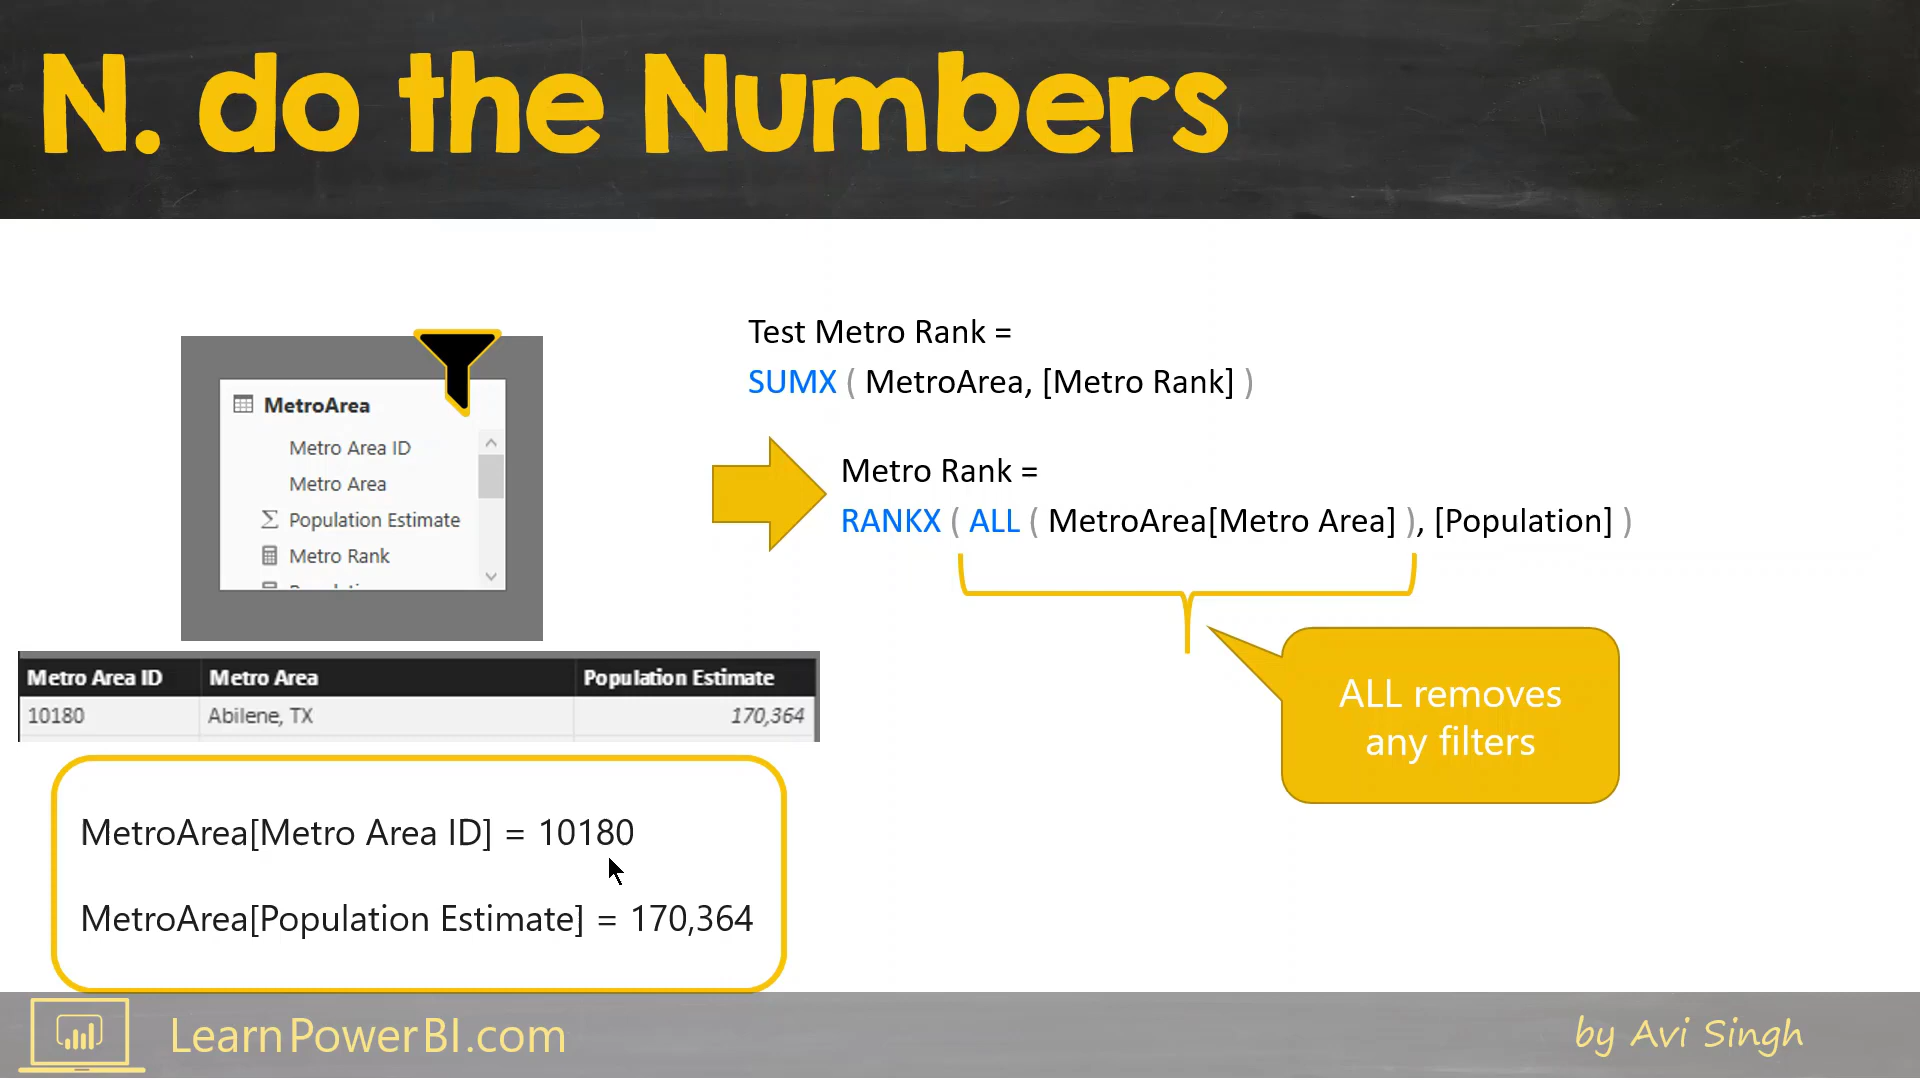 N. do the Numbers
Test Metro Rank =
SUMX ( MetroArea, [Metro Rank] )
Metro Rank =
RANKX ( ALL ( MetroArea[Metro Area] ), [Population] )
ALL removes
any filters
MetroArea
Metro Area ID
Metro Area
Population Estimate
Metro Rank
Metro Area ID Metro Area Population Estimate
10180 Abilene, TX 170,364
MetroArea[Metro Area ID] = 10180
MetroArea[Population Estimate] = 170,364
LearnPowerBI.com
by Avi Singh